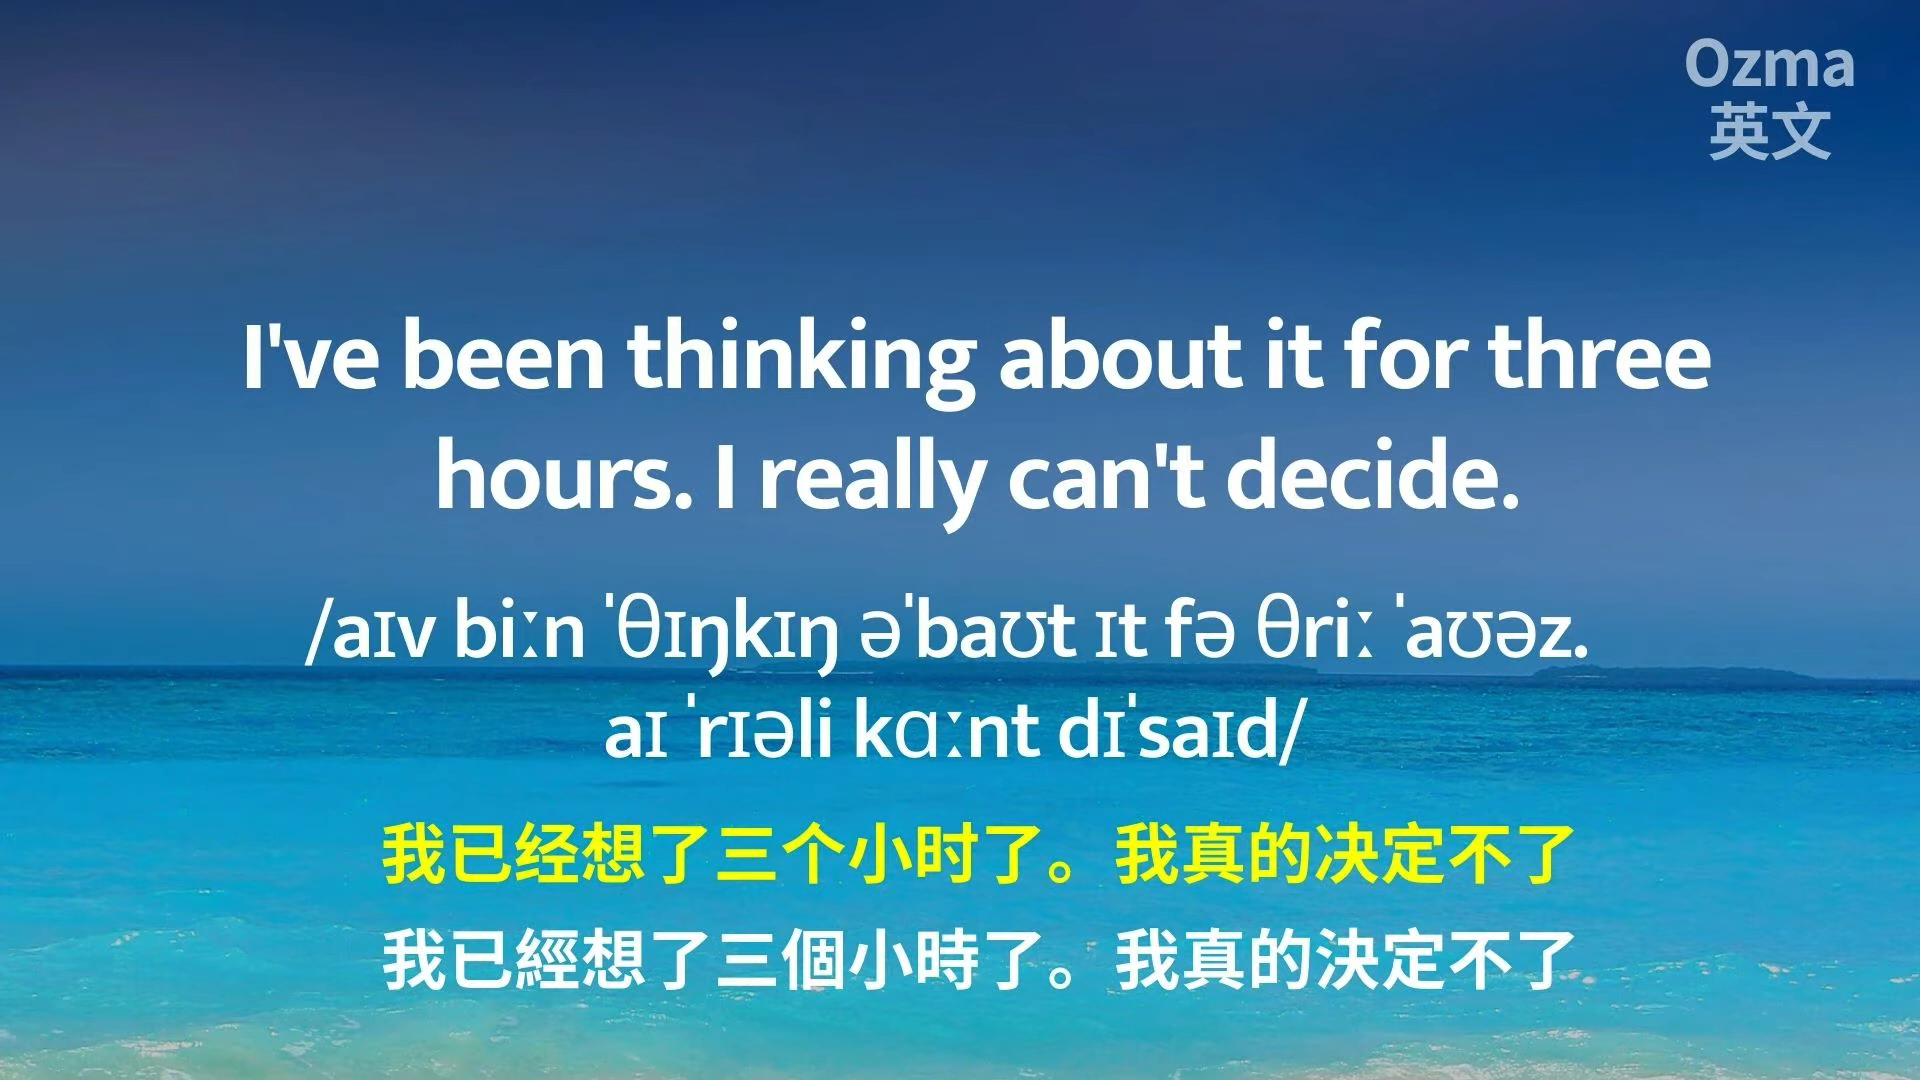 Ozma
英文
I've been thinking about it for three
hours. I really can't decide.
/aɪv biːn ˈθɪŋkɪŋ əˈbaʊt ɪt fə θriː ˈaʊəz.
aɪ ˈrɪəli kɑːnt dɪˈsaɪd/
我已经想了三个小时了。我真的决定不了
我已經想了三個小時了。我真的決定不了